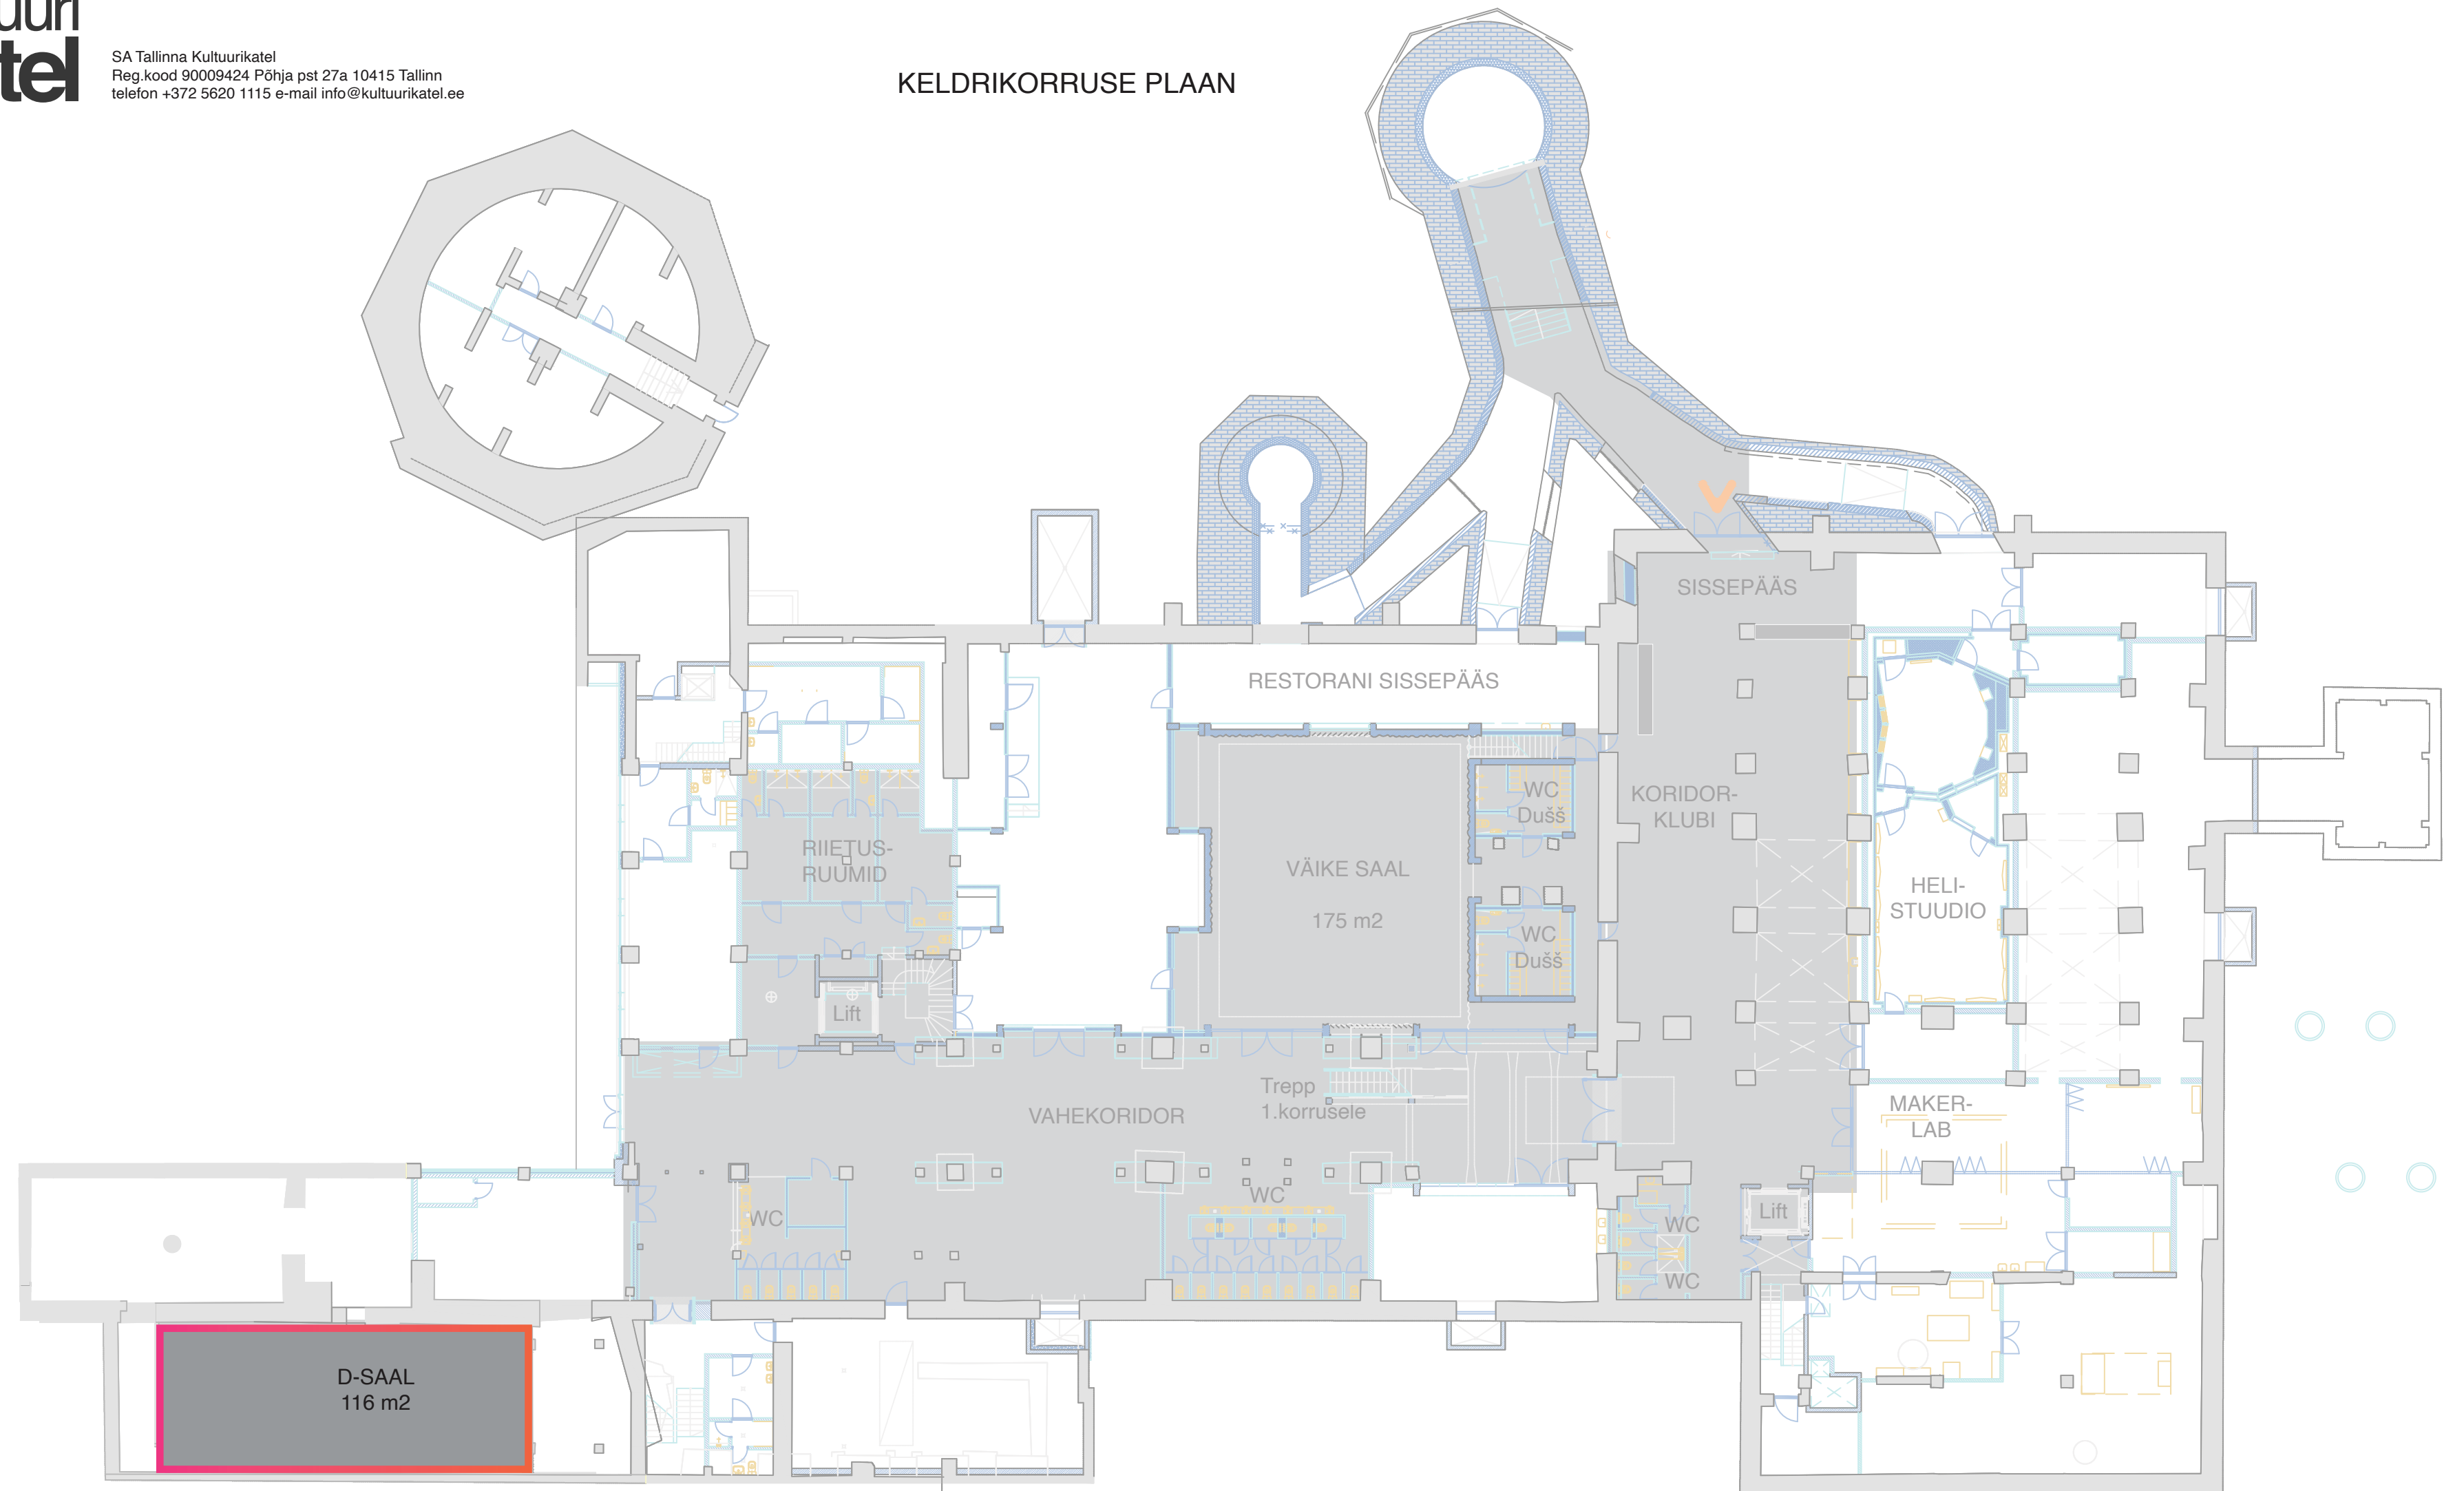 uuri
tel
SA Tallinna Kultuurikatel
Reg.kood 90009424 Põhja pst 27a 10415 Tallinn
telefon +372 5620 1115 e-mail info@kultuurikatel.ee
KELDRIKORRUSE PLAAN
SISSEPÄÄS
RESTORANI SISSEPÄÄS
RIIETUS-
RUUMID
VÄIKE SAAL
175 m2
WC
Dušš
WC
Dušš
KORIDOR-
KLUBI
HELI-
STUUDIO
Lift
VAHEKORIDOR
Trepp
1.korrusele
MAKER-
LAB
WC
WC
WC
WC
Lift
D-SAAL
116 m2